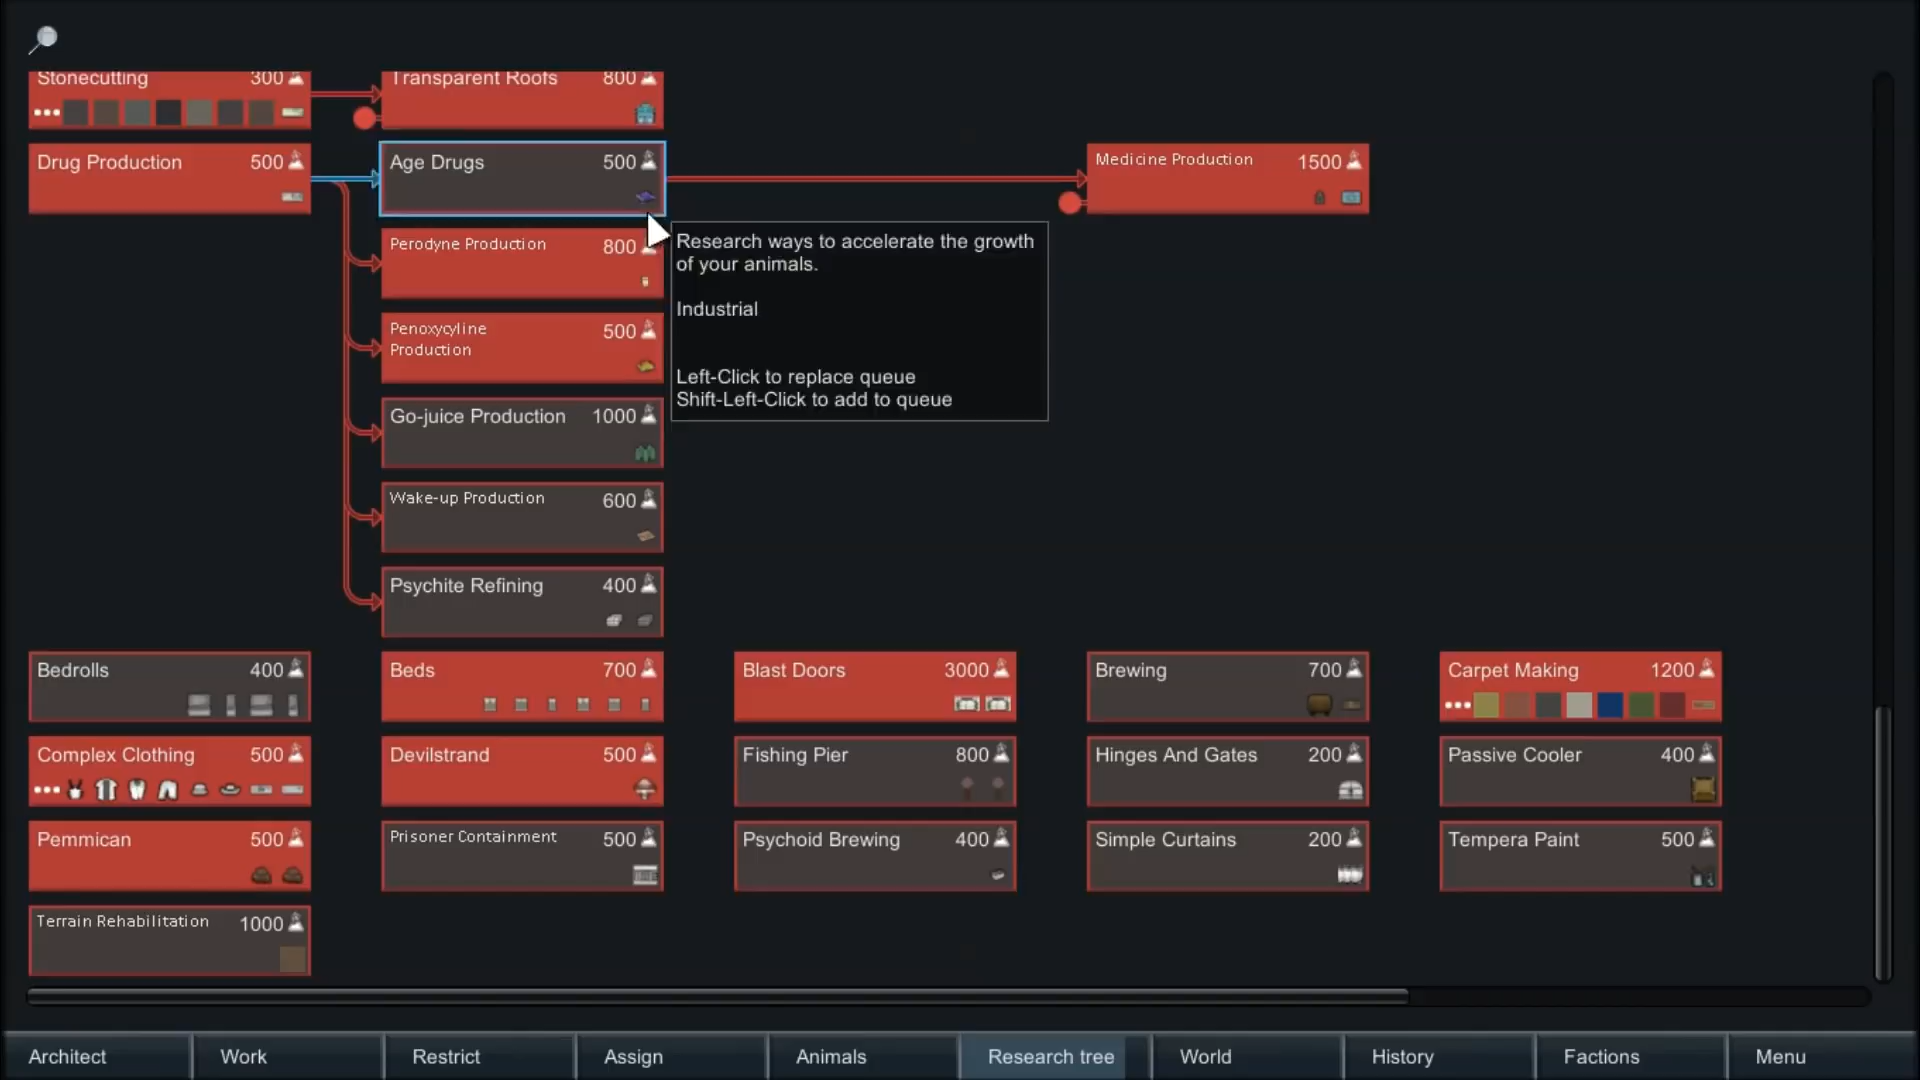 Stonecutting 300
Transparent Roofs 800
Drug Production 500
Age Drugs 500
Medicine Production 1500
Perodyne Production 800
Research ways to accelerate the growth
of your animals.
Industrial
Left-Click to replace queue
Shift-Left-Click to add to queue
Penoxycyline 500
Production
Go-juice Production 1000
Wake-up Production 600
Psychite Refining 400
Bedrolls 400
Beds 700
Blast Doors 3000
Brewing 700
Carpet Making 1200
Complex Clothing 500
Devilstrand 500
Fishing Pier 800
Hinges And Gates 200
Passive Cooler 400
Pemmican 500
Prisoner Containment 500
Psychoid Brewing 400
Simple Curtains 200
Tempera Paint 500
Terrain Rehabilitation 1000
Architect
Work
Restrict
Assign
Animals
Research tree
World
History
Factions
Menu